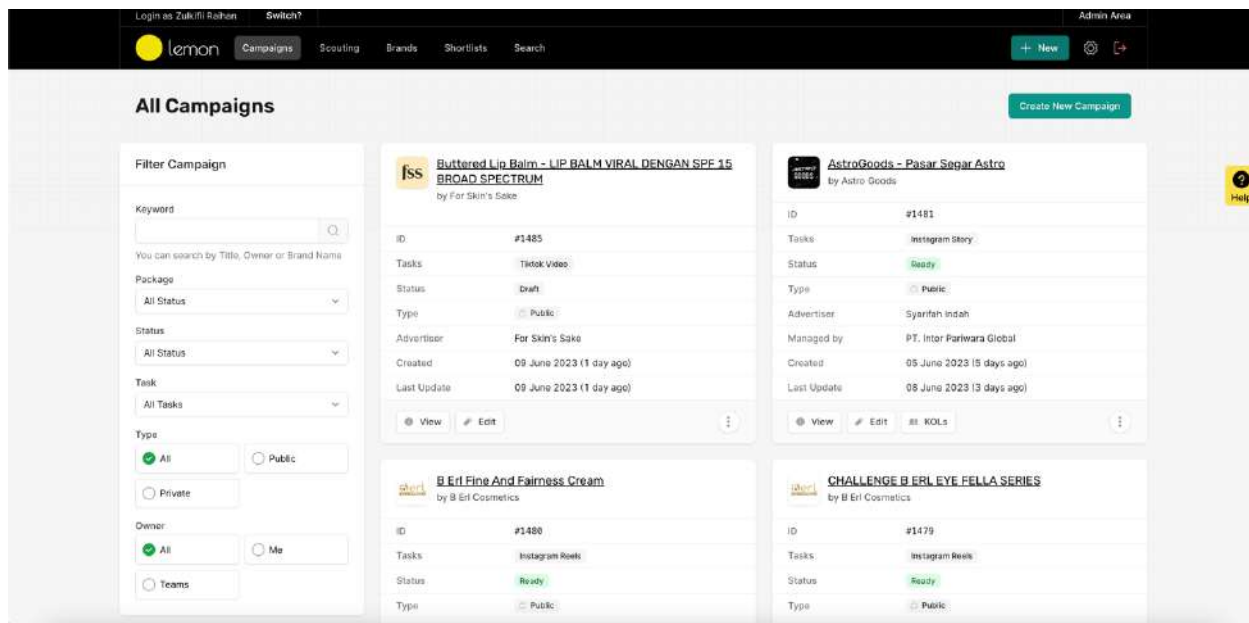 Login as Zulkifli Raihan Switch? Admin Area
lemon Campaigns Scouting Brands Shortlists Search + New
All Campaigns
Create New Campaign
Filter Campaign
Keyword
You can search by Title, Owner or Brand Name
Package
All Status
Status
All Status
Task
All Tasks
Type
All
Public
Private
Owner
All
Me
Teams
fss
Buttered Lip Balm - LIP BALM VIRAL DENGAN SPF 15
BROAD SPECTRUM
by For Skin's Sake
ID #1485
Tasks Tiktok Video
Status Draft
Type Public
Advertiser For Skin's Sake
Created 09 June 2023 (1 day ago)
Last Update 09 June 2023 (1 day ago)
View Edit
AstroGoods - Pasar Segar Astro
by Astro Goods
ID #1481
Tasks Instagram Story
Status Ready
Type Public
Advertiser Syarifah Indah
Managed by PT. Intor Pariwara Global
Created 05 June 2023 (5 days ago)
Last Update 08 June 2023 (3 days ago)
View Edit KOLs
B Erl Fine And Fairness Cream
by B Erl Cosmetics
ID #1480
Tasks Instagram Reels
Status Ready
Type Public
CHALLENGE B ERL EYE FELLA SERIES
by B Erl Cosmetics
ID #1479
Tasks Instagram Reels
Status Ready
Type Public
Help